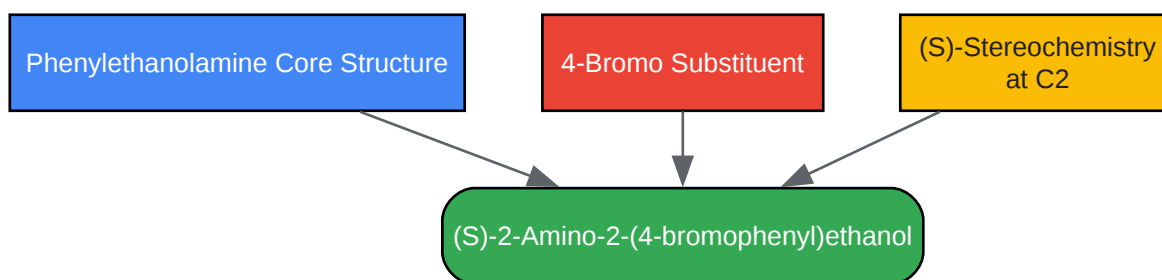 Phenylethanolamine Core Structure
4-Bromo Substituent
(S)-Stereochemistry
at C2
(S)-2-Amino-2-(4-bromophenyl)ethanol